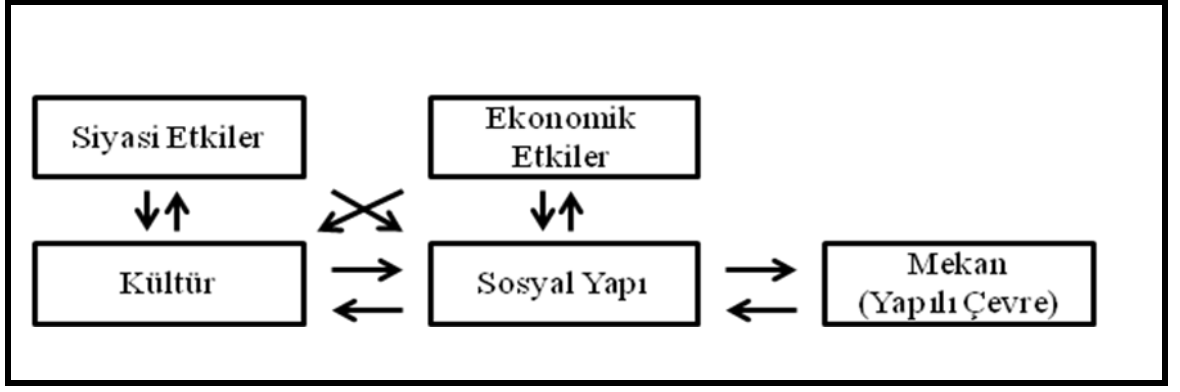 Siyasi Etkiler
Ekonomik
Etkiler
Kültür
Sosyal Yapı
Mekan
(Yapılı Çevre)